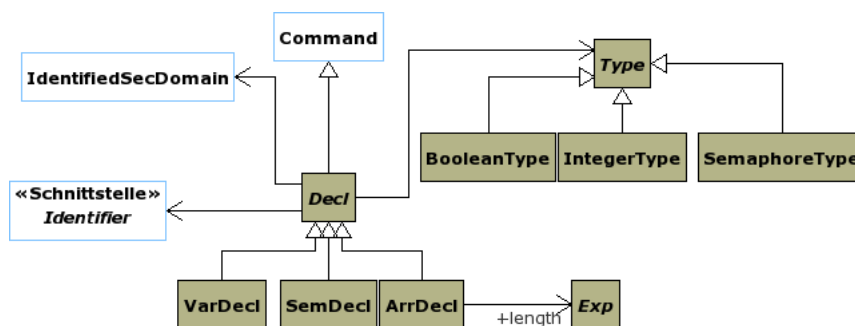 Command
IdentifiedSecDomain
Type
BooleanType
IntegerType
SemaphoreType
«Schnittstelle»
Identifier
Decl
VarDecl
SemDecl
ArrDecl
+length
Exp